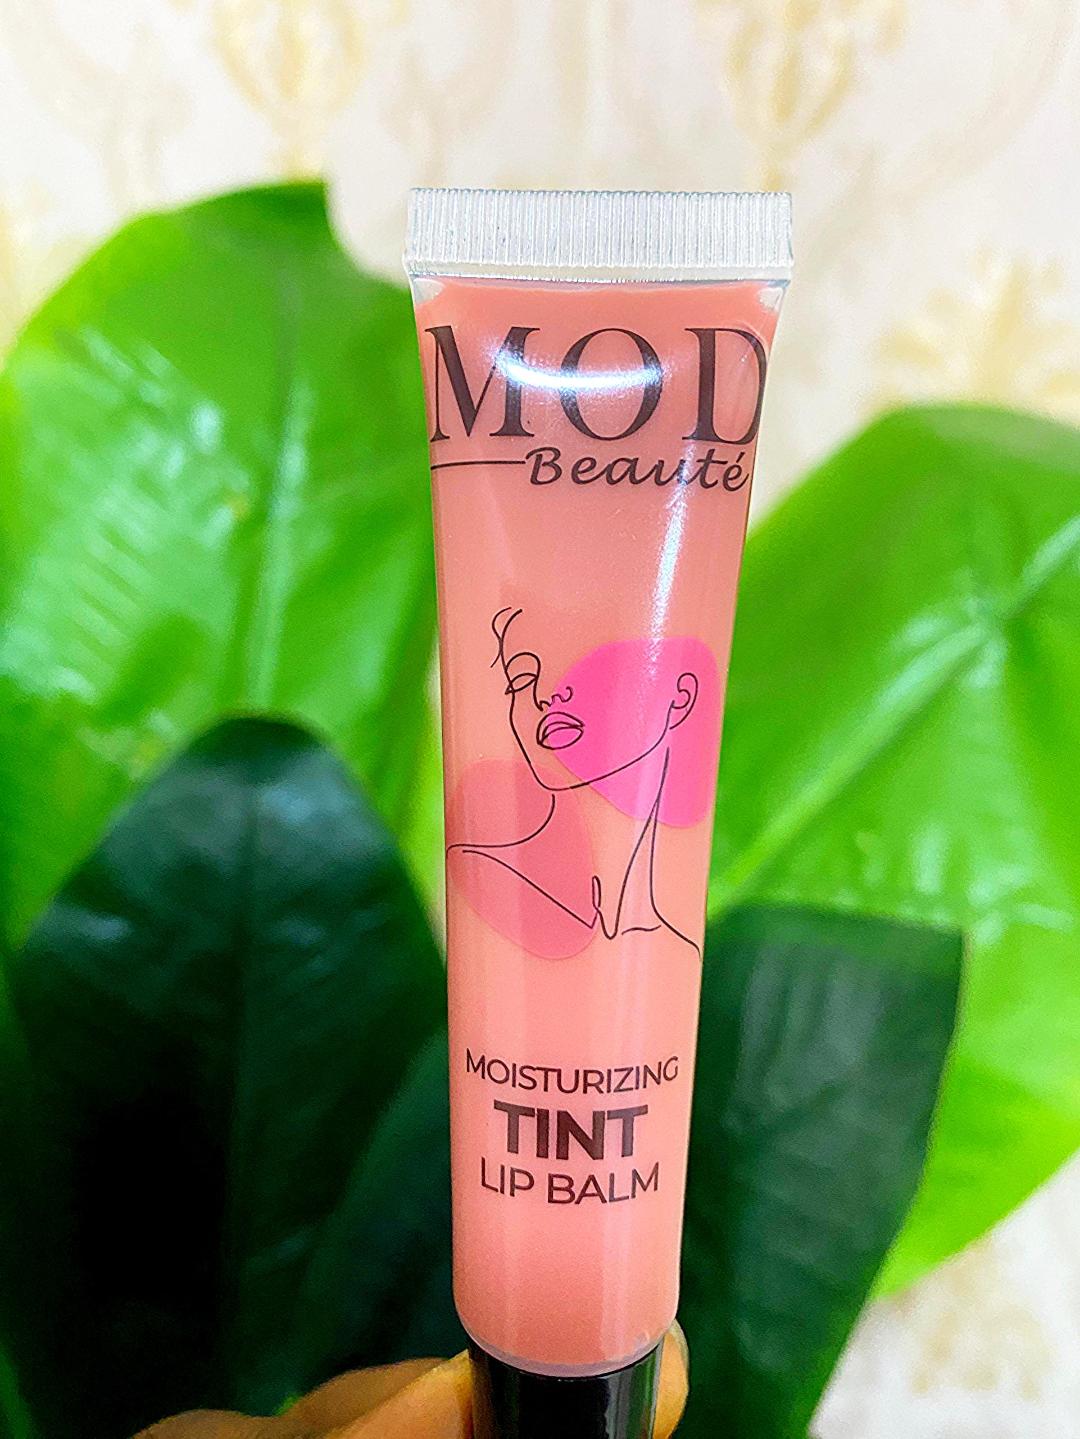 MOD
Beauté
MOISTURIZING
TINT
LIP BALM